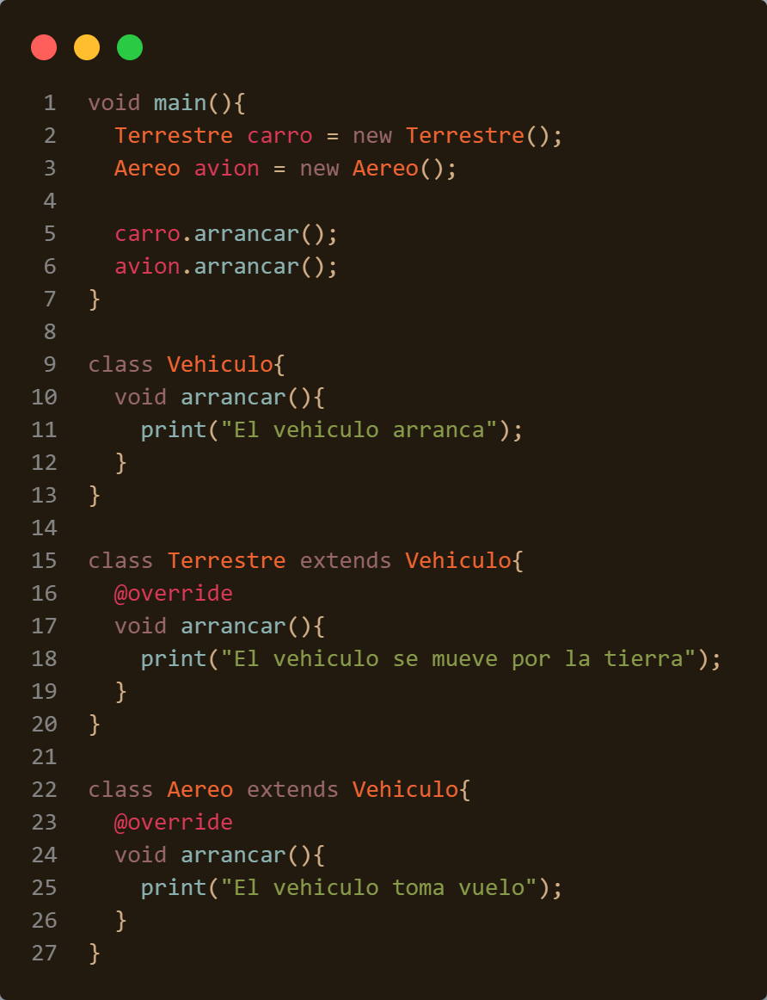 1 void main(){
2   Terrestre carro = new Terrestre();
3   Aereo avion = new Aereo();
4
5   carro.arrancar();
6   avion.arrancar();
7 }
8
9 class Vehiculo{
10   void arrancar(){
11     print("El vehiculo arranca");
12   }
13 }
14
15 class Terrestre extends Vehiculo{
16   @override
17   void arrancar(){
18     print("El vehiculo se mueve por la tierra");
19   }
20 }
21
22 class Aereo extends Vehiculo{
23   @override
24   void arrancar(){
25     print("El vehiculo toma vuelo");
26   }
27 }